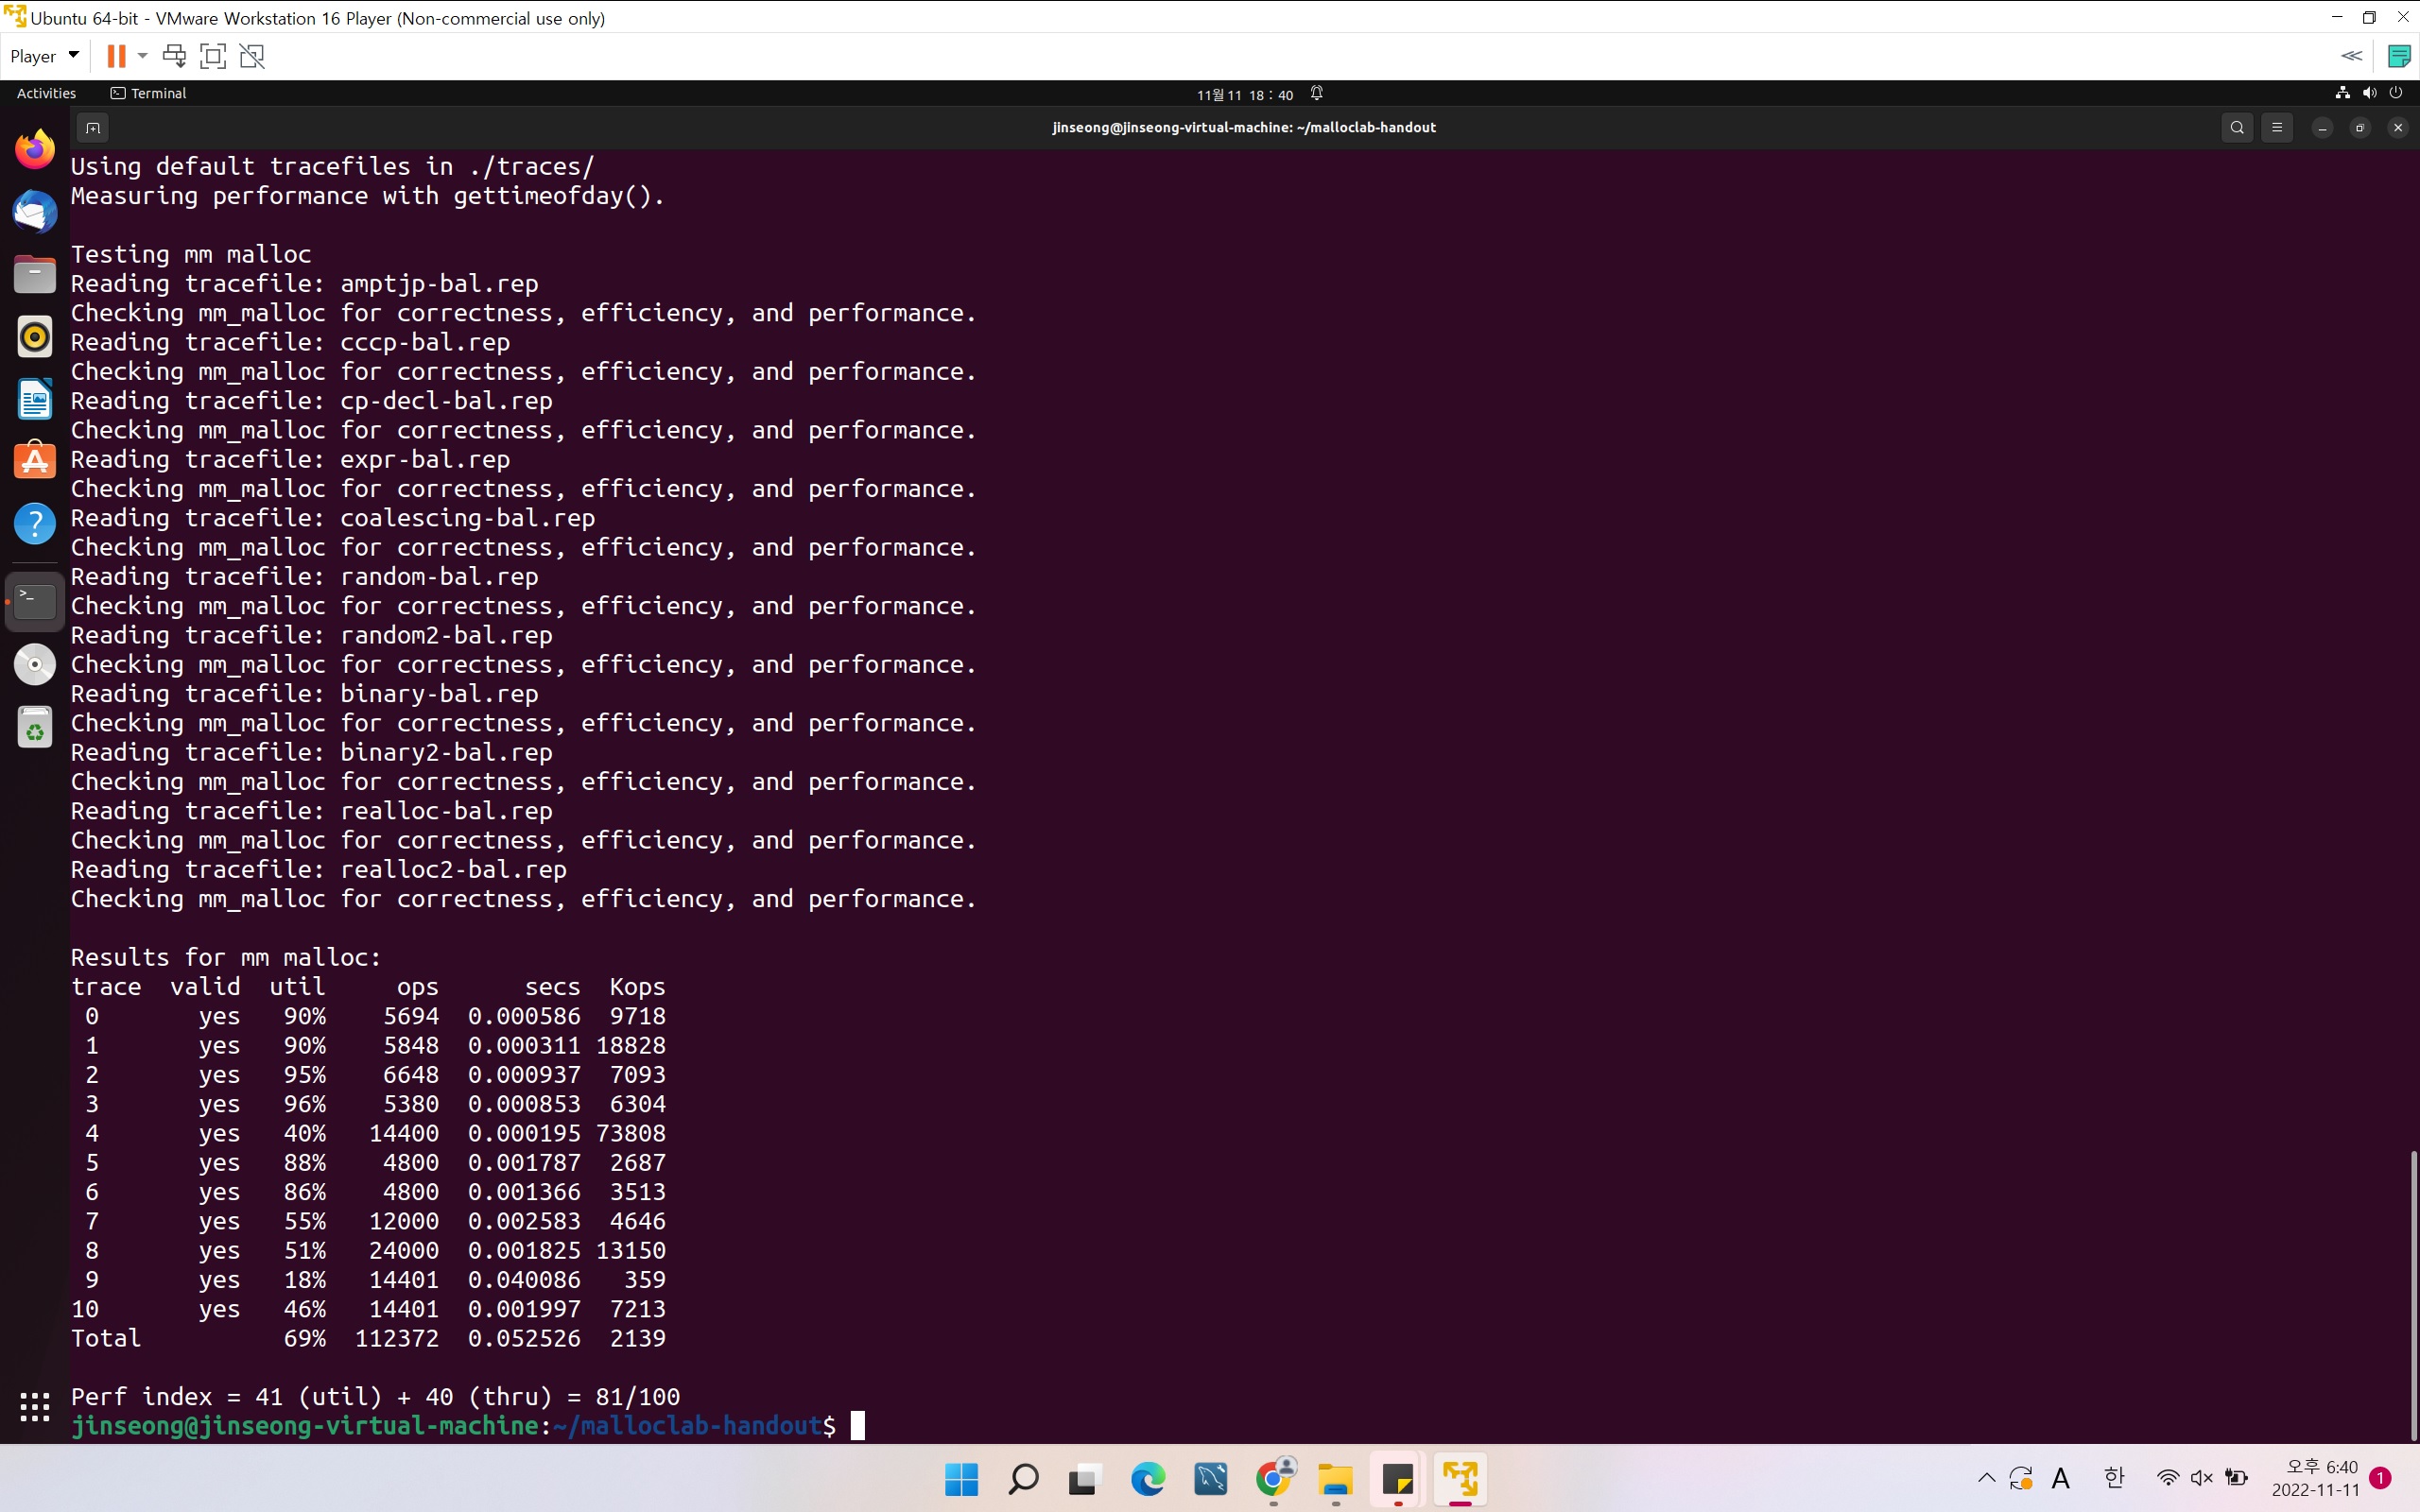 Ubuntu 64-bit - VMware Workstation 16 Player (Non-commercial use only)
Player
Activities
Terminal
11월 11 18 : 40
jinseong@jinseong-virtual-machine: ~/malloclab-handout
Using default tracefiles in ./traces/
Measuring performance with gettimeofday().
Testing mm malloc
Reading tracefile: amptjp-bal.rep
Checking mm_malloc for correctness, efficiency, and performance.
Reading tracefile: cccp-bal.rep
Checking mm_malloc for correctness, efficiency, and performance.
Reading tracefile: cp-decl-bal.rep
Checking mm_malloc for correctness, efficiency, and performance.
Reading tracefile: expr-bal.rep
Checking mm_malloc for correctness, efficiency, and performance.
Reading tracefile: coalescing-bal.rep
Checking mm_malloc for correctness, efficiency, and performance.
Reading tracefile: random-bal.rep
Checking mm_malloc for correctness, efficiency, and performance.
Reading tracefile: random2-bal.rep
Checking mm_malloc for correctness, efficiency, and performance.
Reading tracefile: binary-bal.rep
Checking mm_malloc for correctness, efficiency, and performance.
Reading tracefile: binary2-bal.rep
Checking mm_malloc for correctness, efficiency, and performance.
Reading tracefile: realloc-bal.rep
Checking mm_malloc for correctness, efficiency, and performance.
Reading tracefile: realloc2-bal.rep
Checking mm_malloc for correctness, efficiency, and performance.
Results for mm malloc:
trace valid util ops secs Kops
0 yes 90% 5694 0.000586 9718
1 yes 90% 5848 0.000311 18828
2 yes 95% 6648 0.000937 7093
3 yes 96% 5380 0.000853 6304
4 yes 40% 14400 0.000195 73808
5 yes 88% 4800 0.001787 2687
6 yes 86% 4800 0.001366 3513
7 yes 55% 12000 0.002583 4646
8 yes 51% 24000 0.001825 13150
9 yes 18% 14401 0.040086 359
10 yes 46% 14401 0.001997 7213
Total 69% 112372 0.052526 2139
Perf index = 41 (util) + 40 (thru) = 81/100
jinseong@jinseong-virtual-machine:~/malloclab-handout$
A 한
오후 6:40
2022-11-11
1